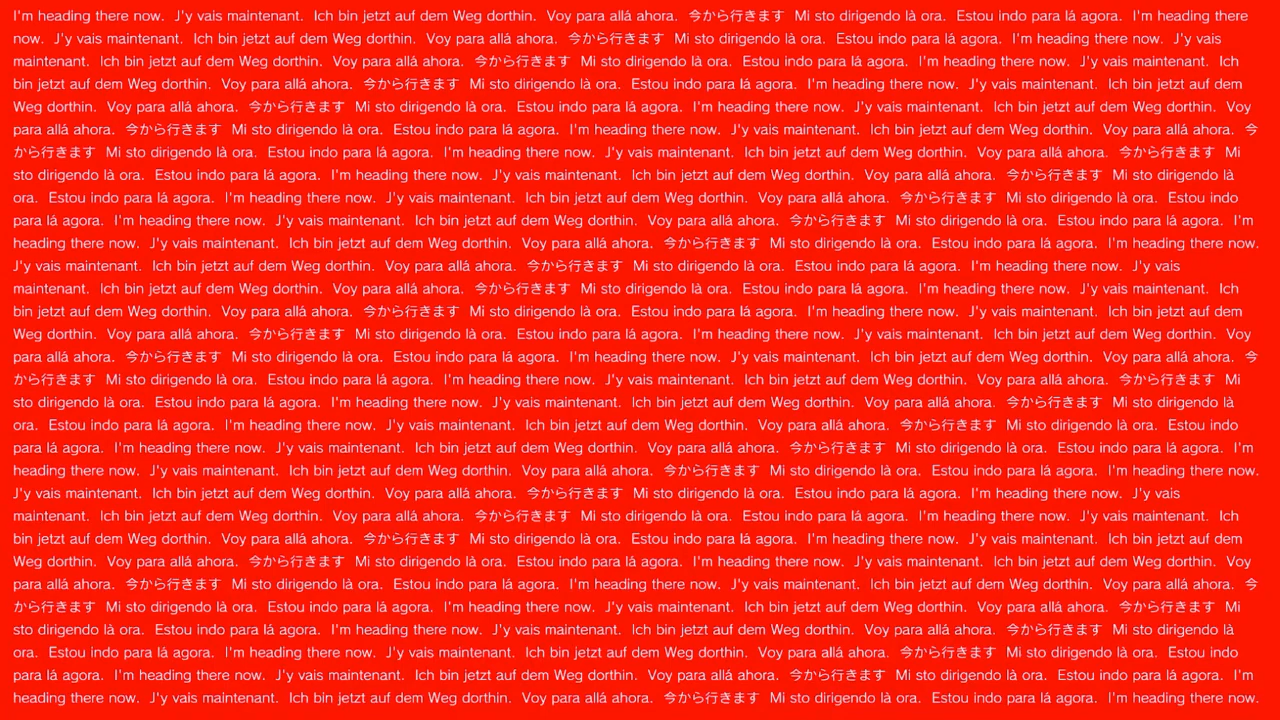 I'm heading there now. J'y vais maintenant. Ich bin jetzt auf dem Weg dorthin. Voy para allá ahora. 今から行きます Mi sto dirigendo là ora. Estou indo para lá agora. I'm heading there
now. J'y vais maintenant. Ich bin jetzt auf dem Weg dorthin. Voy para allá ahora. 今から行きます Mi sto dirigendo là ora. Estou indo para lá agora. I'm heading there now. J'y vais
maintenant. Ich bin jetzt auf dem Weg dorthin. Voy para allá ahora. 今から行きます Mi sto dirigendo là ora. Estou indo para lá agora. I'm heading there now. J'y vais maintenant. Ich
bin jetzt auf dem Weg dorthin. Voy para allá ahora. 今から行きます Mi sto dirigendo là ora. Estou indo para lá agora. I'm heading there now. J'y vais maintenant. Ich bin jetzt auf dem
Weg dorthin. Voy para allá ahora. 今から行きます Mi sto dirigendo là ora. Estou indo para lá agora. I'm heading there now. J'y vais maintenant. Ich bin jetzt auf dem Weg dorthin. Voy
para allá ahora. 今から行きます Mi sto dirigendo là ora. Estou indo para lá agora. I'm heading there now. J'y vais maintenant. Ich bin jetzt auf dem Weg dorthin. Voy para allá ahora. 今
から行きます Mi sto dirigendo là ora. Estou indo para lá agora. I'm heading there now. J'y vais maintenant. Ich bin jetzt auf dem Weg dorthin. Voy para allá ahora. 今から行きます Mi
sto dirigendo là ora. Estou indo para lá agora. I'm heading there now. J'y vais maintenant. Ich bin jetzt auf dem Weg dorthin. Voy para allá ahora. 今から行きます Mi sto dirigendo là
ora. Estou indo para lá agora. I'm heading there now. J'y vais maintenant. Ich bin jetzt auf dem Weg dorthin. Voy para allá ahora. 今から行きます Mi sto dirigendo là ora. Estou indo
para lá agora. I'm heading there now. J'y vais maintenant. Ich bin jetzt auf dem Weg dorthin. Voy para allá ahora. 今から行きます Mi sto dirigendo là ora. Estou indo para lá agora. I'm
heading there now. J'y vais maintenant. Ich bin jetzt auf dem Weg dorthin. Voy para allá ahora. 今から行きます Mi sto dirigendo là ora. Estou indo para lá agora. I'm heading there now.
J'y vais maintenant. Ich bin jetzt auf dem Weg dorthin. Voy para allá ahora. 今から行きます Mi sto dirigendo là ora. Estou indo para lá agora. I'm heading there now. J'y vais
maintenant. Ich bin jetzt auf dem Weg dorthin. Voy para allá ahora. 今から行きます Mi sto dirigendo là ora. Estou indo para lá agora. I'm heading there now. J'y vais maintenant. Ich
bin jetzt auf dem Weg dorthin. Voy para allá ahora. 今から行きます Mi sto dirigendo là ora. Estou indo para lá agora. I'm heading there now. J'y vais maintenant. Ich bin jetzt auf dem
Weg dorthin. Voy para allá ahora. 今から行きます Mi sto dirigendo là ora. Estou indo para lá agora. I'm heading there now. J'y vais maintenant. Ich bin jetzt auf dem Weg dorthin. Voy
para allá ahora. 今から行きます Mi sto dirigendo là ora. Estou indo para lá agora. I'm heading there now. J'y vais maintenant. Ich bin jetzt auf dem Weg dorthin. Voy para allá ahora. 今
から行きます Mi sto dirigendo là ora. Estou indo para lá agora. I'm heading there now. J'y vais maintenant. Ich bin jetzt auf dem Weg dorthin. Voy para allá ahora. 今から行きます Mi
sto dirigendo là ora. Estou indo para lá agora. I'm heading there now. J'y vais maintenant. Ich bin jetzt auf dem Weg dorthin. Voy para allá ahora. 今から行きます Mi sto dirigendo là
ora. Estou indo para lá agora. I'm heading there now. J'y vais maintenant. Ich bin jetzt auf dem Weg dorthin. Voy para allá ahora. 今から行きます Mi sto dirigendo là ora. Estou indo
para lá agora. I'm heading there now. J'y vais maintenant. Ich bin jetzt auf dem Weg dorthin. Voy para allá ahora. 今から行きます Mi sto dirigendo là ora. Estou indo para lá agora. I'm
heading there now. J'y vais maintenant. Ich bin jetzt auf dem Weg dorthin. Voy para allá ahora. 今から行きます Mi sto dirigendo là ora. Estou indo para lá agora. I'm heading there now.
J'y vais maintenant. Ich bin jetzt auf dem Weg dorthin. Voy para allá ahora. 今から行きます Mi sto dirigendo là ora. Estou indo para lá agora. I'm heading there now. J'y vais
maintenant. Ich bin jetzt auf dem Weg dorthin. Voy para allá ahora. 今から行きます Mi sto dirigendo là ora. Estou indo para lá agora. I'm heading there now. J'y vais maintenant. Ich
bin jetzt auf dem Weg dorthin. Voy para allá ahora. 今から行きます Mi sto dirigendo là ora. Estou indo para lá agora. I'm heading there now. J'y vais maintenant. Ich bin jetzt auf dem
Weg dorthin. Voy para allá ahora. 今から行きます Mi sto dirigendo là ora. Estou indo para lá agora. I'm heading there now. J'y vais maintenant. Ich bin jetzt auf dem Weg dorthin. Voy
para allá ahora. 今から行きます Mi sto dirigendo là ora. Estou indo para lá agora. I'm heading there now. J'y vais maintenant. Ich bin jetzt auf dem Weg dorthin. Voy para allá ahora. 今
から行きます Mi sto dirigendo là ora. Estou indo para lá agora. I'm heading there now. J'y vais maintenant. Ich bin jetzt auf dem Weg dorthin. Voy para allá ahora. 今から行きます Mi
sto dirigendo là ora. Estou indo para lá agora. I'm heading there now. J'y vais maintenant. Ich bin jetzt auf dem Weg dorthin. Voy para allá ahora. 今から行きます Mi sto dirigendo là
ora. Estou indo para lá agora. I'm heading there now. J'y vais maintenant. Ich bin jetzt auf dem Weg dorthin. Voy para allá ahora. 今から行きます Mi sto dirigendo là ora. Estou indo
para lá agora. I'm heading there now. J'y vais maintenant. Ich bin jetzt auf dem Weg dorthin. Voy para allá ahora. 今から行きます Mi sto dirigendo là ora. Estou indo para lá agora. I'm
heading there now. J'y vais maintenant. Ich bin jetzt auf dem Weg dorthin. Voy para allá ahora. 今から行きます Mi sto dirigendo là ora. Estou indo para lá agora. I'm heading there now.